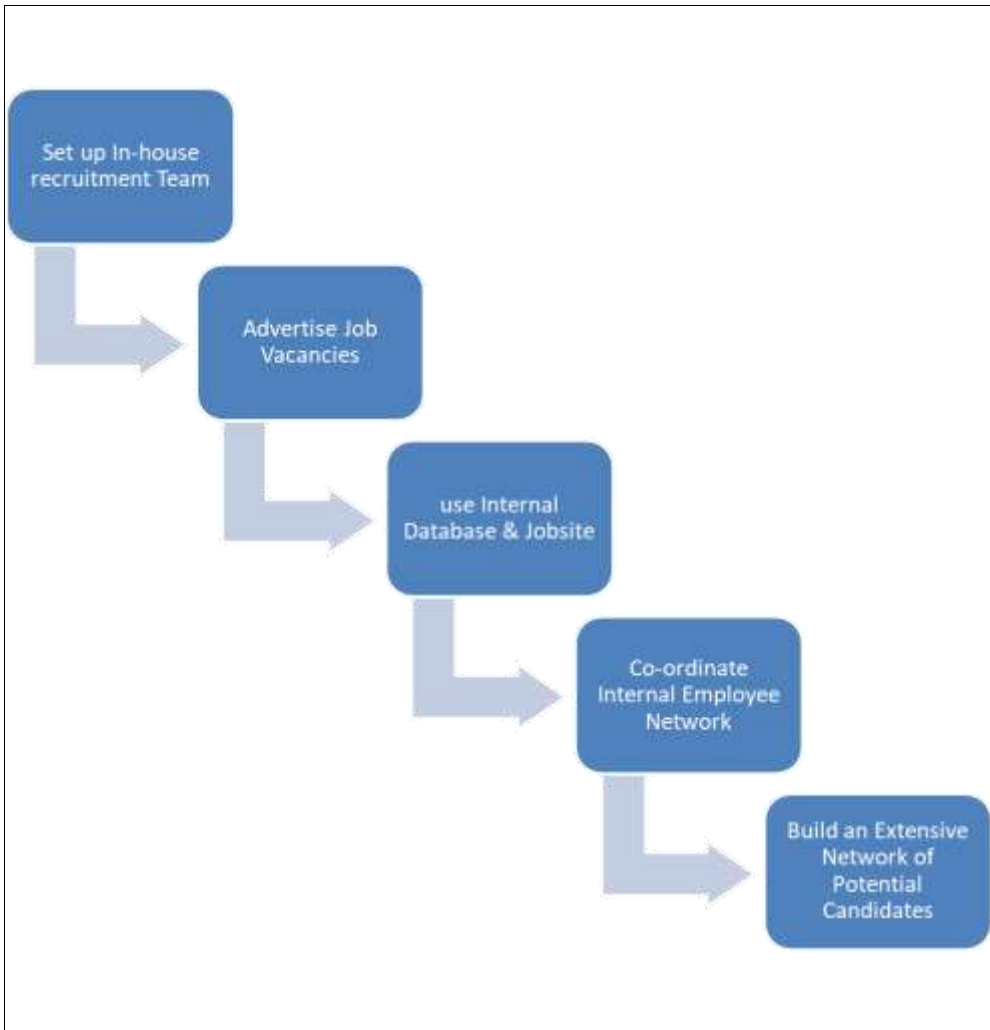 Set up In-house
recruitment Team
Advertise Job
Vacancies
use Internal
Database & Jobsite
Co-ordinate
Internal Employee
Network
Build an Extensive
Network of
Potential
Candidates